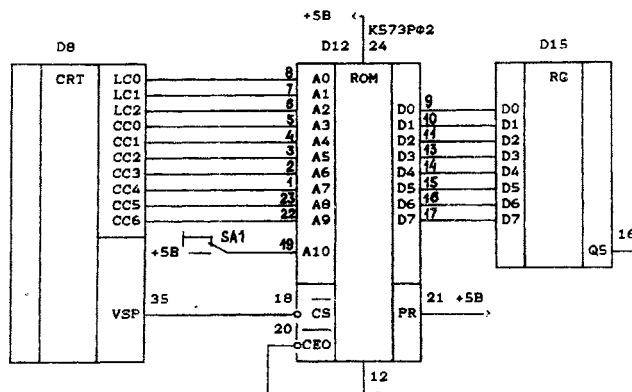 +5В
К573РФ2
D8 D12 24 D15
CRT ROM RG
LC0 8 A0
LC1 7 A1
LC2 6 A2 D0 9 D0
CC0 5 A3 D1 10 D1
CC1 4 A4 D2 11 D2
CC2 3 A5 D3 13 D3
CC3 2 A6 D4 14 D4
CC4 1 A7 D5 15 D5
CC5 23 A8 D6 16 D6
CC6 22 A9 D7 17 D7
SA1
+5В 19 A10 QS 16
VSP 35 18 CS PR 21 +5В
20 CEO
12